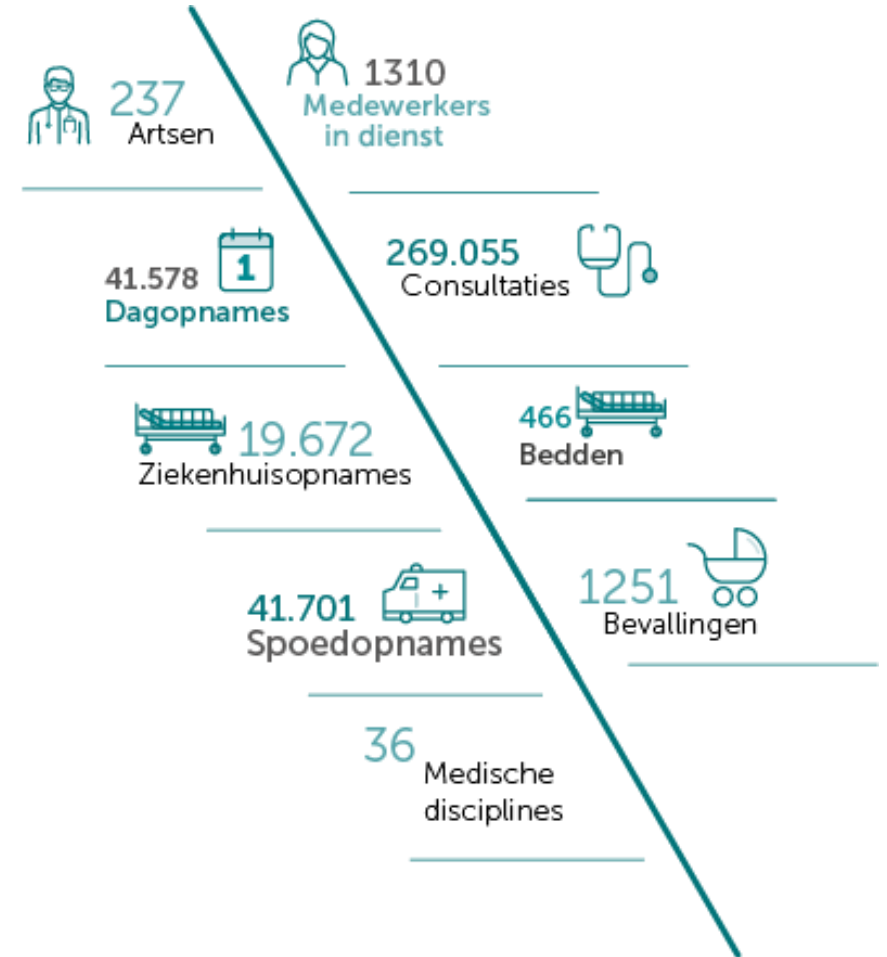 237
Artsen
1310
Medewerkers
in dienst
41.578
1
Dagopnames
269.055
Consultaties
19.672
Ziekenhuisopnames
466
Bedden
41.701
Spoedopnames
1251
Bevallingen
36
Medische
disciplines